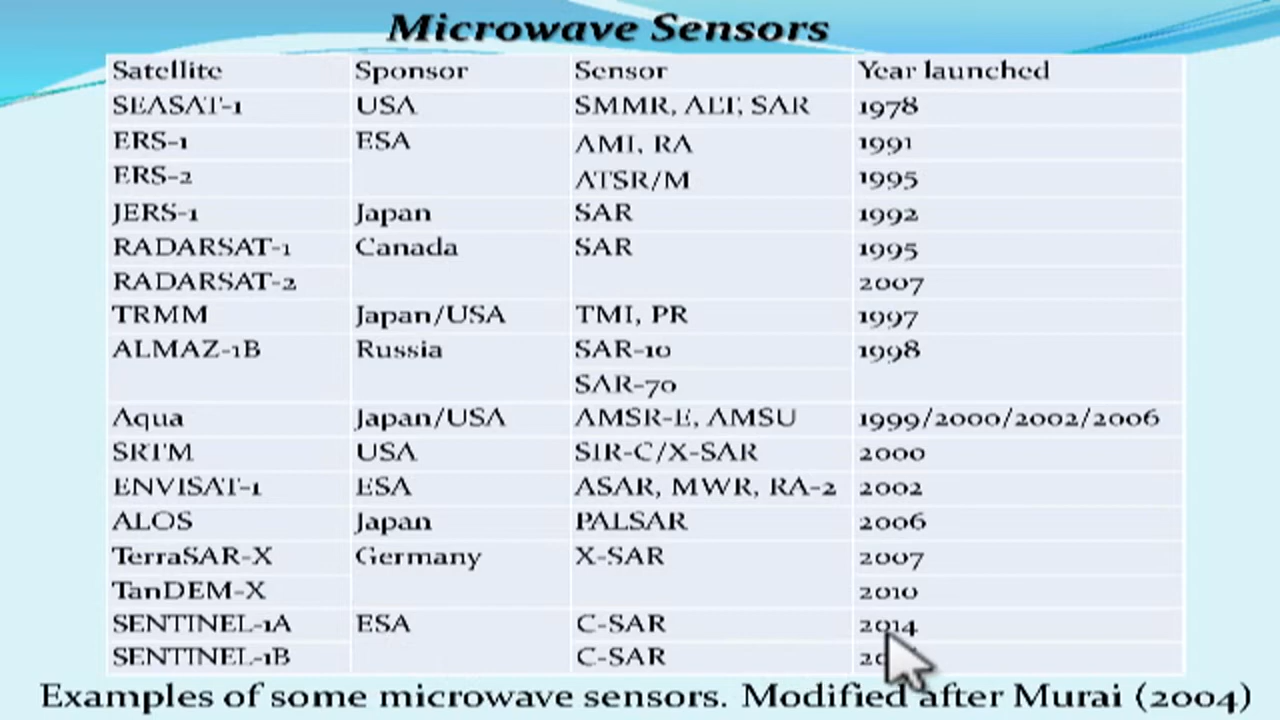 Microwave Sensors
Satellite Sponsor Sensor Year launched
SEASAT-1 USA SMMR, ALT, SAR 1978
ERS-1 ESA AMI, RA 1991
ERS-2 ATSR/M 1995
JERS-1 Japan SAR 1992
RADARSAT-1 Canada SAR 1995
RADARSAT-2 2007
TRMM Japan/USA TMI, PR 1997
ALMAZ-1B Russia SAR-10 1998
SAR-70
Aqua Japan/USA AMSR-E, AMSU 1999/2000/2002/2006
SRTM USA SIR-C/X-SAR 2000
ENVISAT-1 ESA ASAR, MWR, RA-2 2002
ALOS Japan PALSAR 2006
TerraSAR-X Germany X-SAR 2007
TanDEM-X 2010
SENTINEL-1A ESA C-SAR 2014
SENTINEL-1B C-SAR
Examples of some microwave sensors. Modified after Murai (2004)